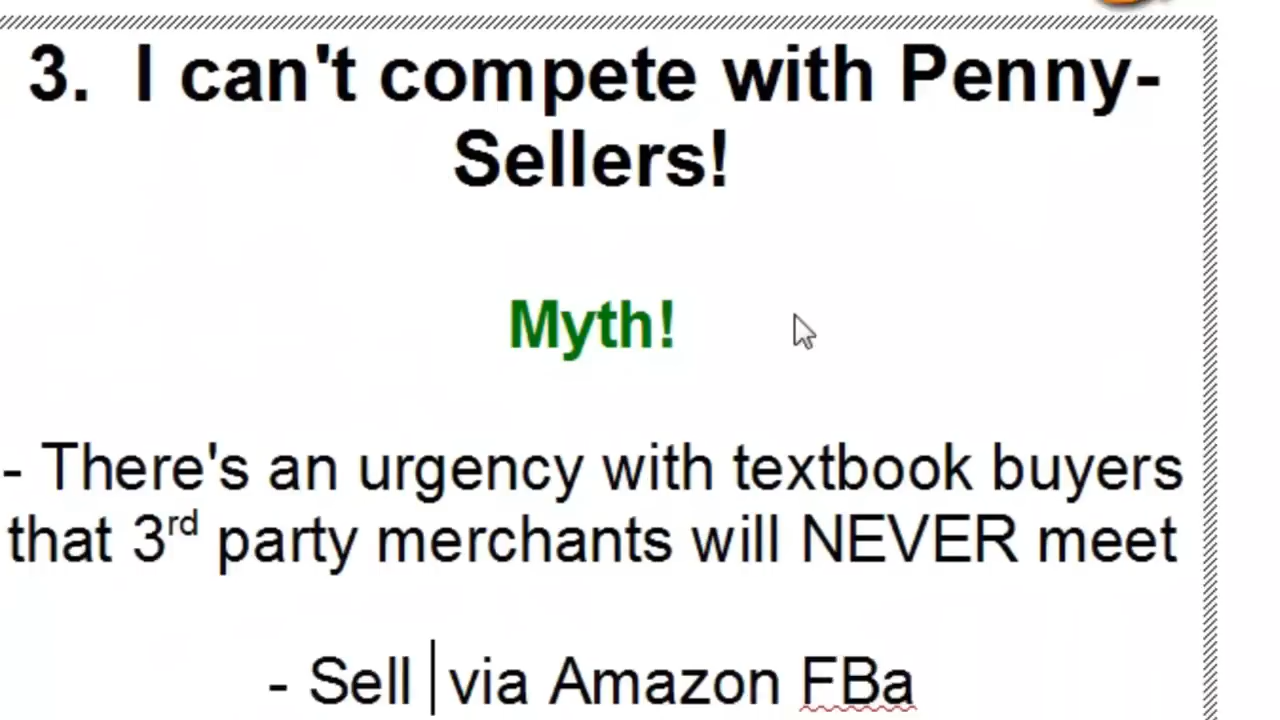 3. I can't compete with Penny-
Sellers!
Myth!
- There's an urgency with textbook buyers
that 3rd party merchants will NEVER meet
- Sell via Amazon FBa